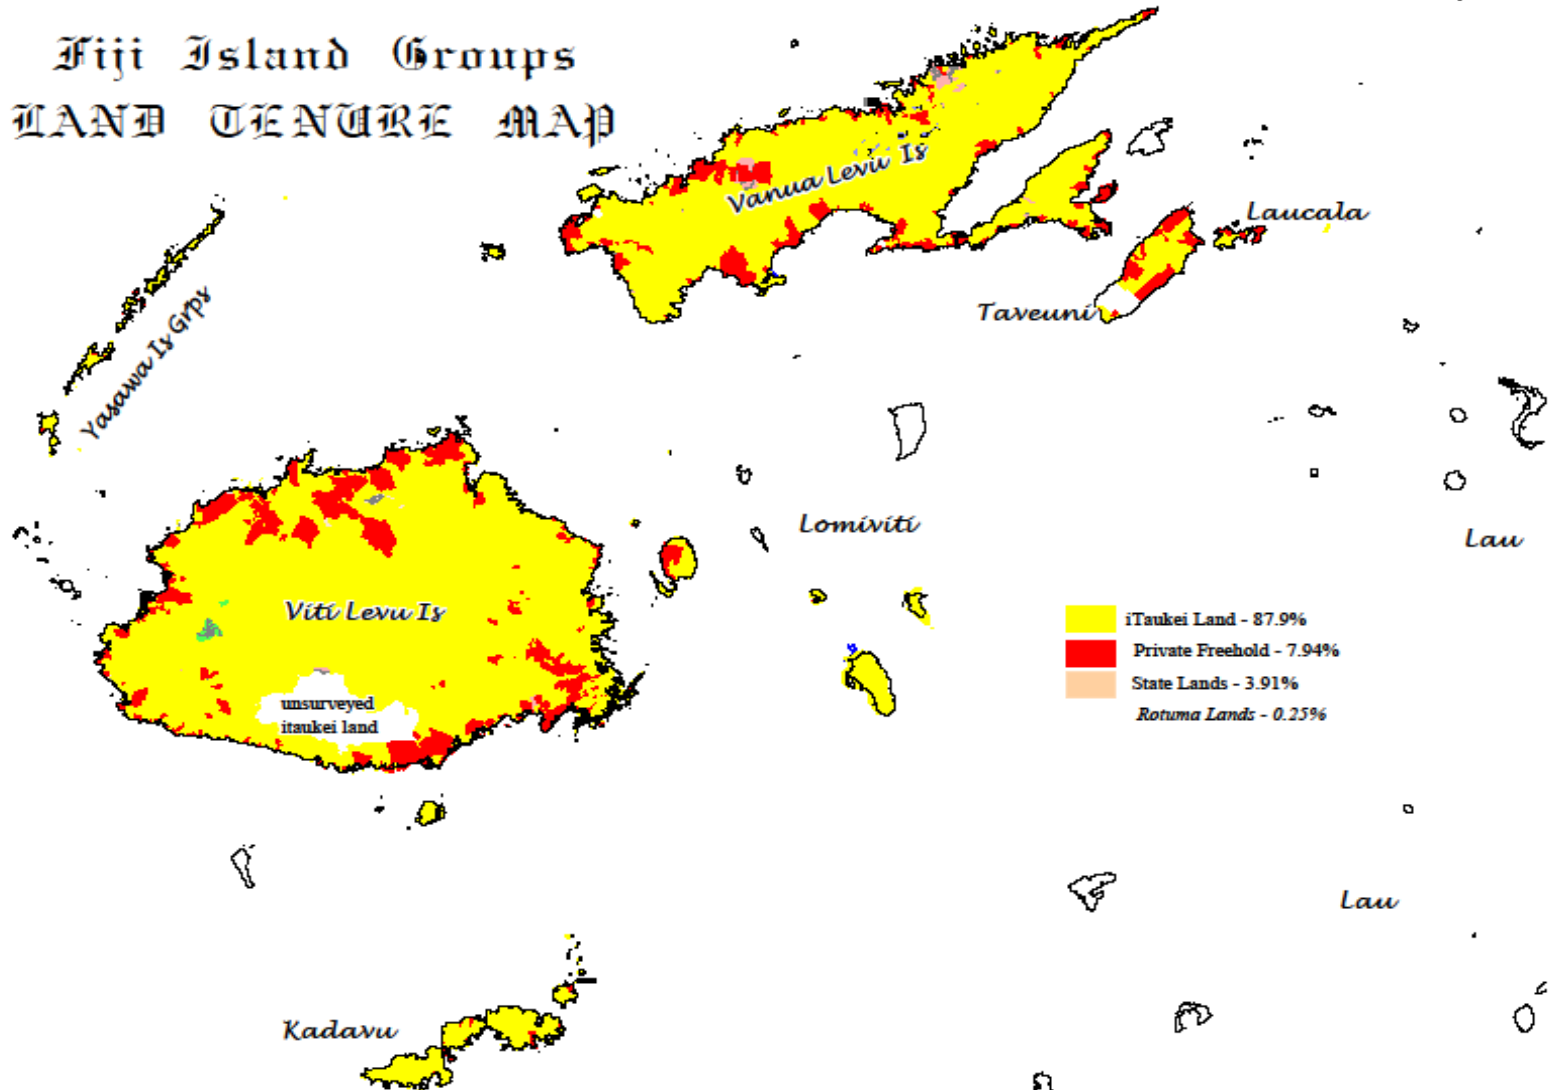 Fiji Island Groups
LAND TENURE MAP
Vanua Levu Is
Laucala
Taveuni
Yasawa Is Grps
Lomiviti
Lau
Viti Levu Is
iTaukei Land - 87.9%
Private Freehold - 7.94%
State Lands - 3.91%
Rotuma Lands - 0.25%
unsurveyed
itaukei land
Lau
Kadavu